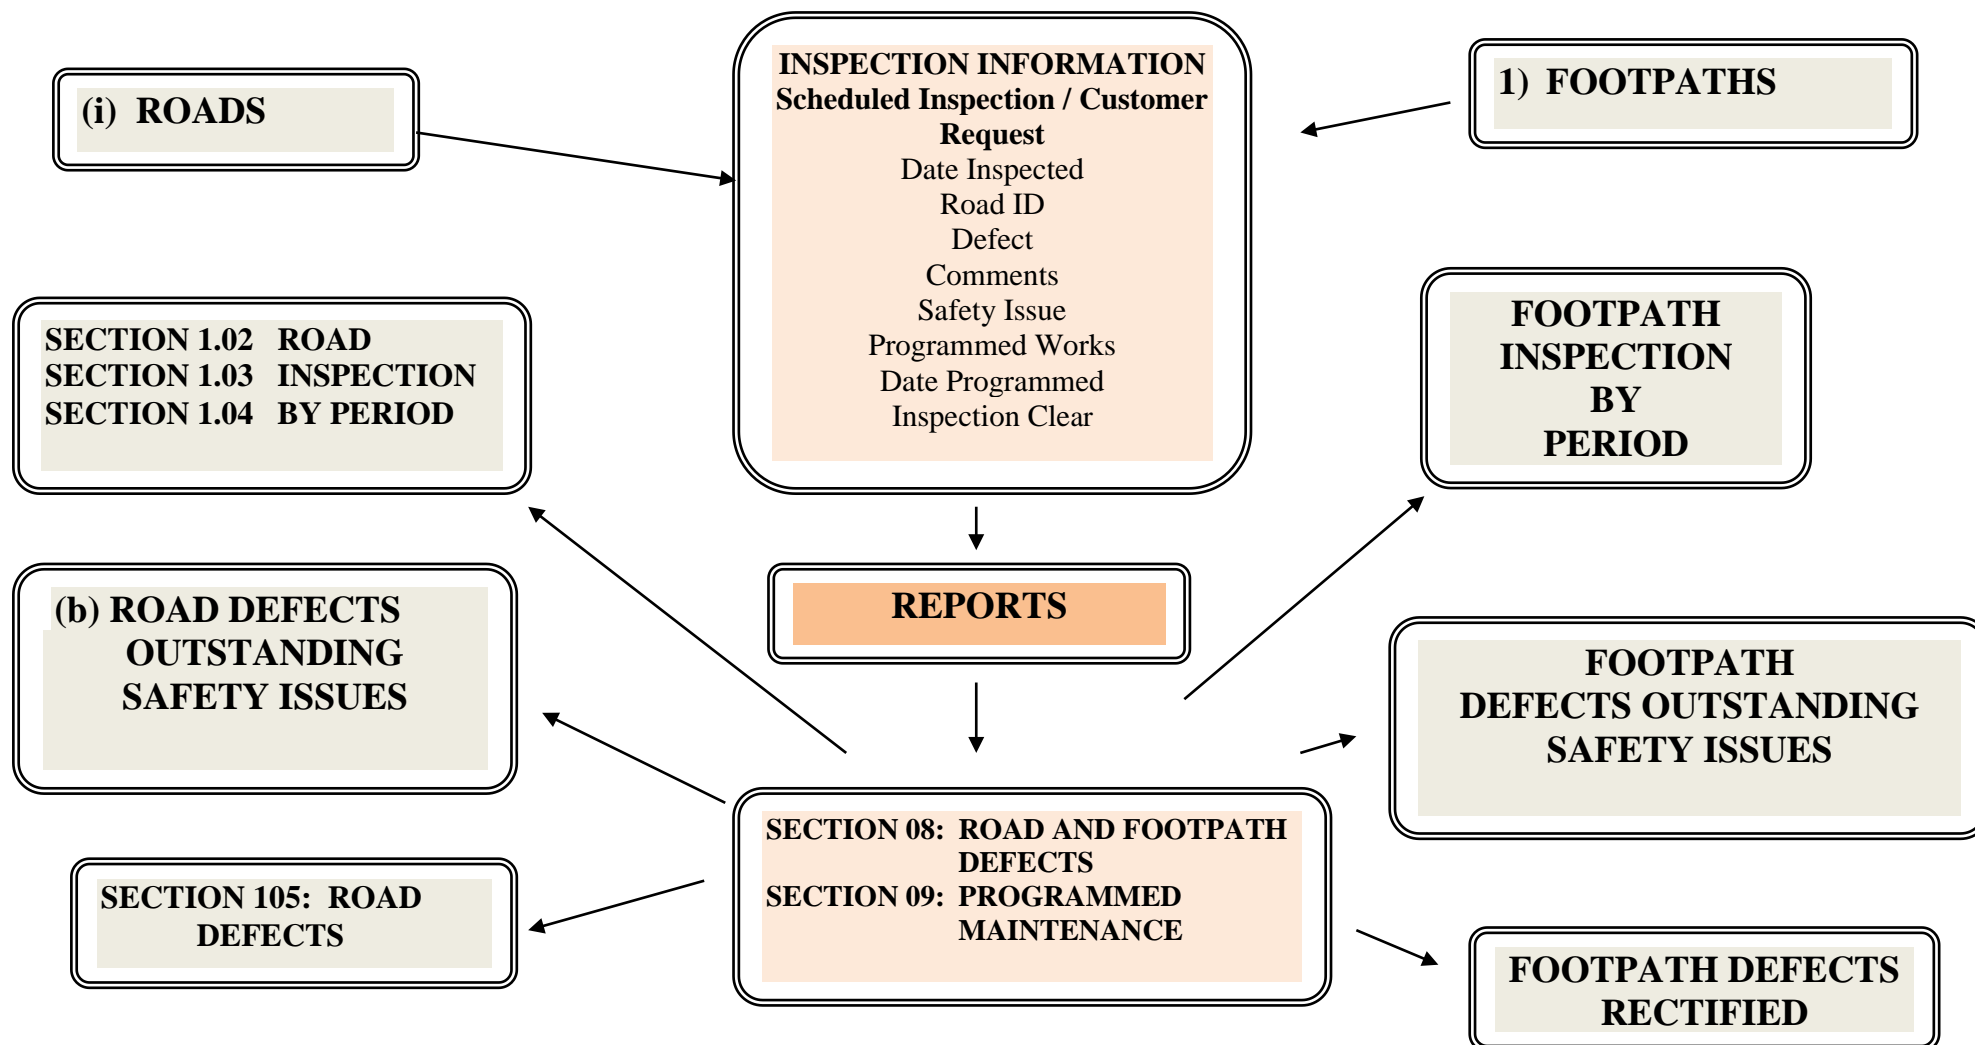 (i) ROADS
INSPECTION INFORMATION
Scheduled Inspection / Customer
Request
Date Inspected
Road ID
Defect
Comments
Safety Issue
Programmed Works
Date Programmed
Inspection Clear
1) FOOTPATHS
SECTION 1.02 ROAD
SECTION 1.03 INSPECTION
SECTION 1.04 BY PERIOD
FOOTPATH
INSPECTION
BY
PERIOD
(b) ROAD DEFECTS
OUTSTANDING
SAFETY ISSUES
REPORTS
FOOTPATH
DEFECTS OUTSTANDING
SAFETY ISSUES
SECTION 105: ROAD
DEFECTS
SECTION 08: ROAD AND FOOTPATH
DEFECTS
SECTION 09: PROGRAMMED
MAINTENANCE
FOOTPATH DEFECTS
RECTIFIED